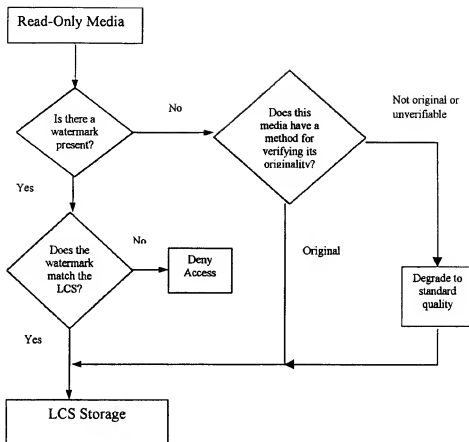 Read-Only Media
Is there a
watermark
present?
No
Does this
media have a
method for
verifying its
originality?
Not original or
unverifiable
Yes
Does the
watermark
match the
LCS?
No
Deny
Access
Original
Degrade to
standard
quality
Yes
LCS Storage